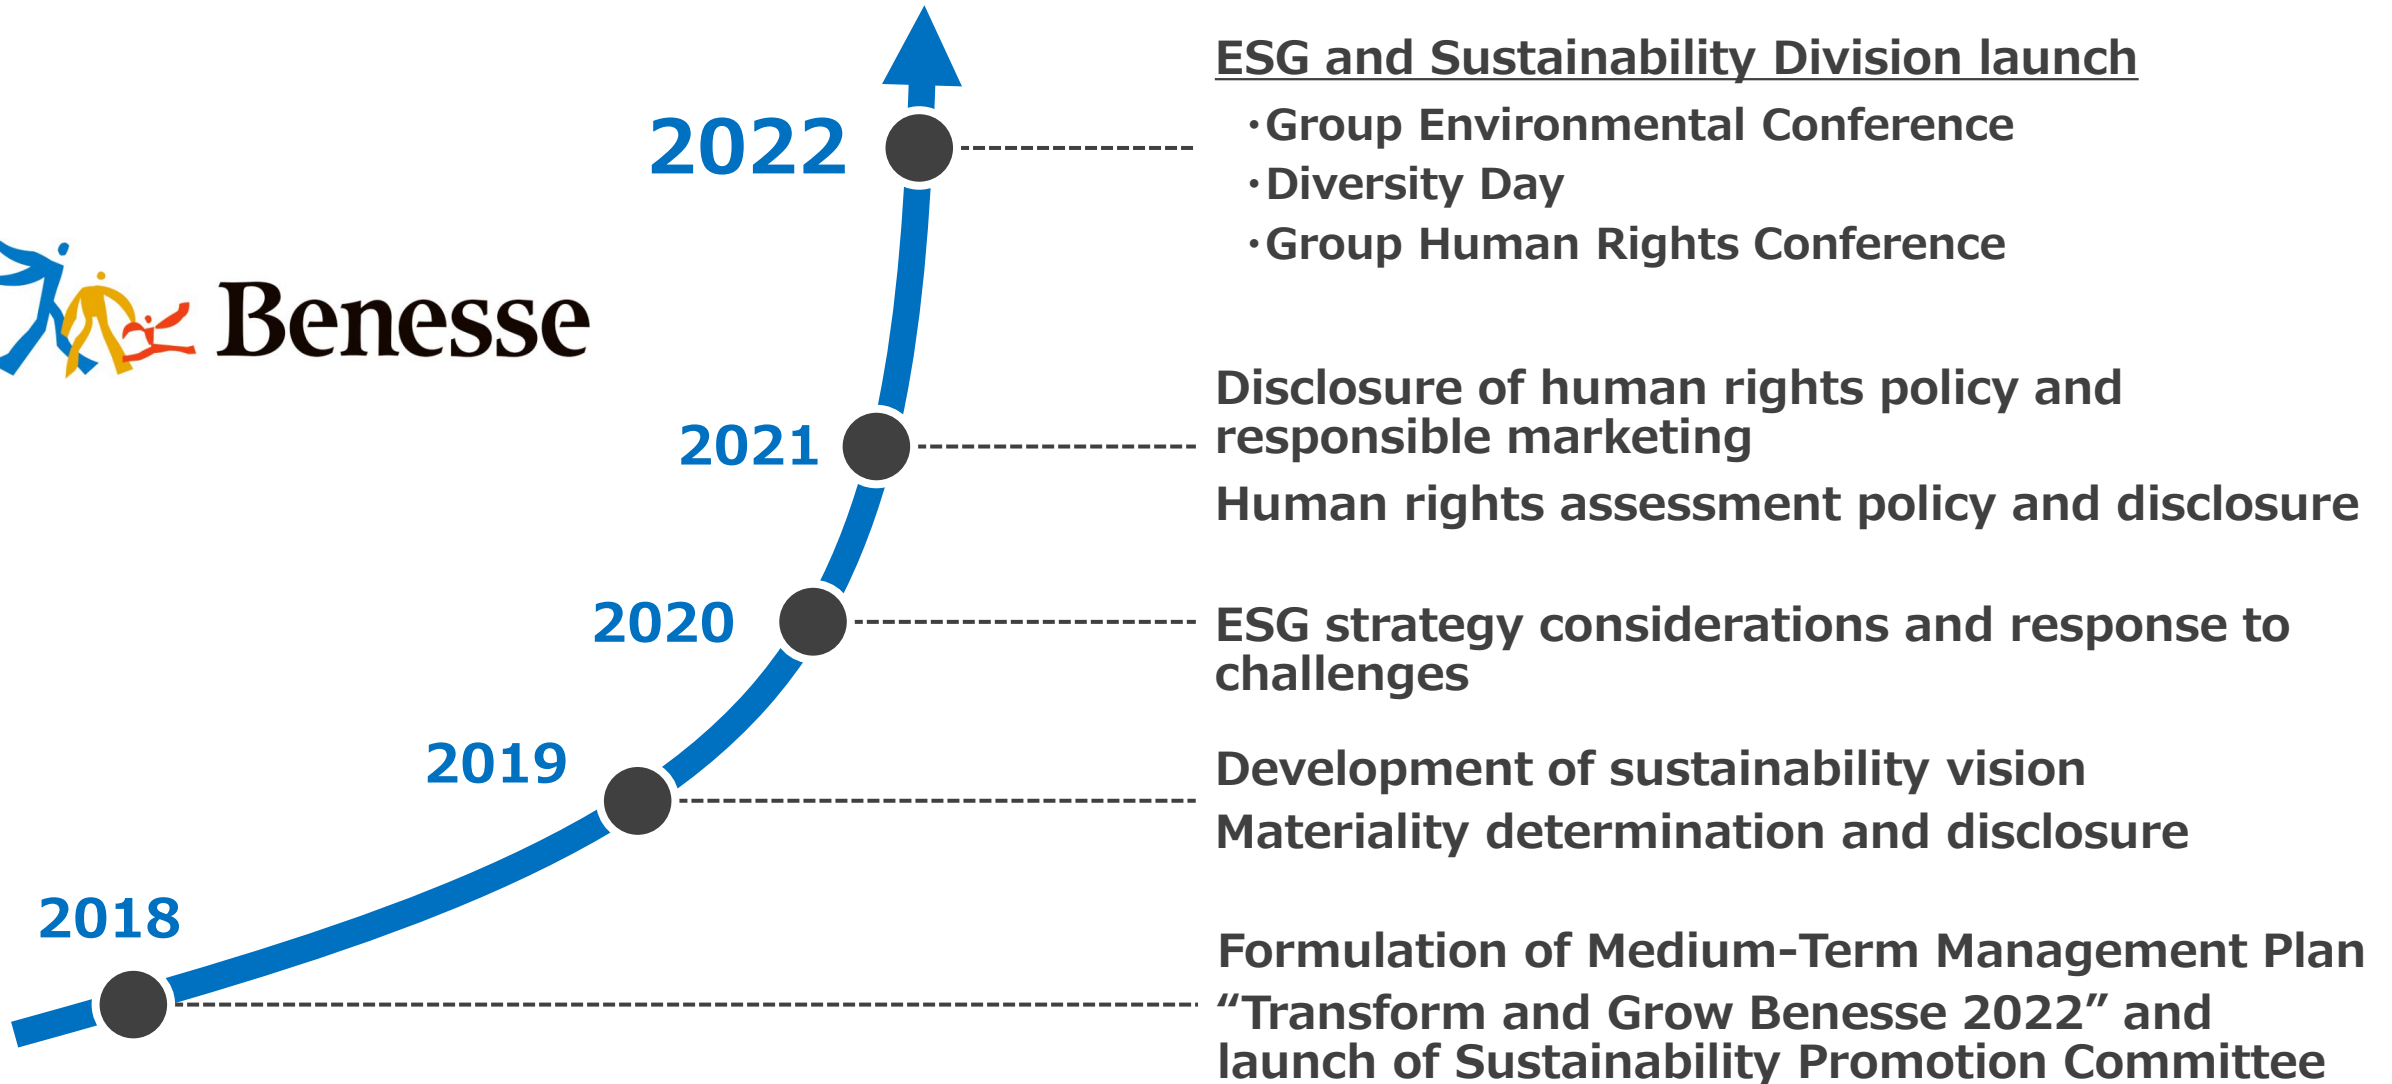 2022
ESG and Sustainability Division launch
・Group Environmental Conference
・Diversity Day
・Group Human Rights Conference
Benesse
2021
Disclosure of human rights policy and
responsible marketing
Human rights assessment policy and disclosure
2020
ESG strategy considerations and response to
challenges
2019
Development of sustainability vision
Materiality determination and disclosure
2018
Formulation of Medium-Term Management Plan
“Transform and Grow Benesse 2022” and
launch of Sustainability Promotion Committee